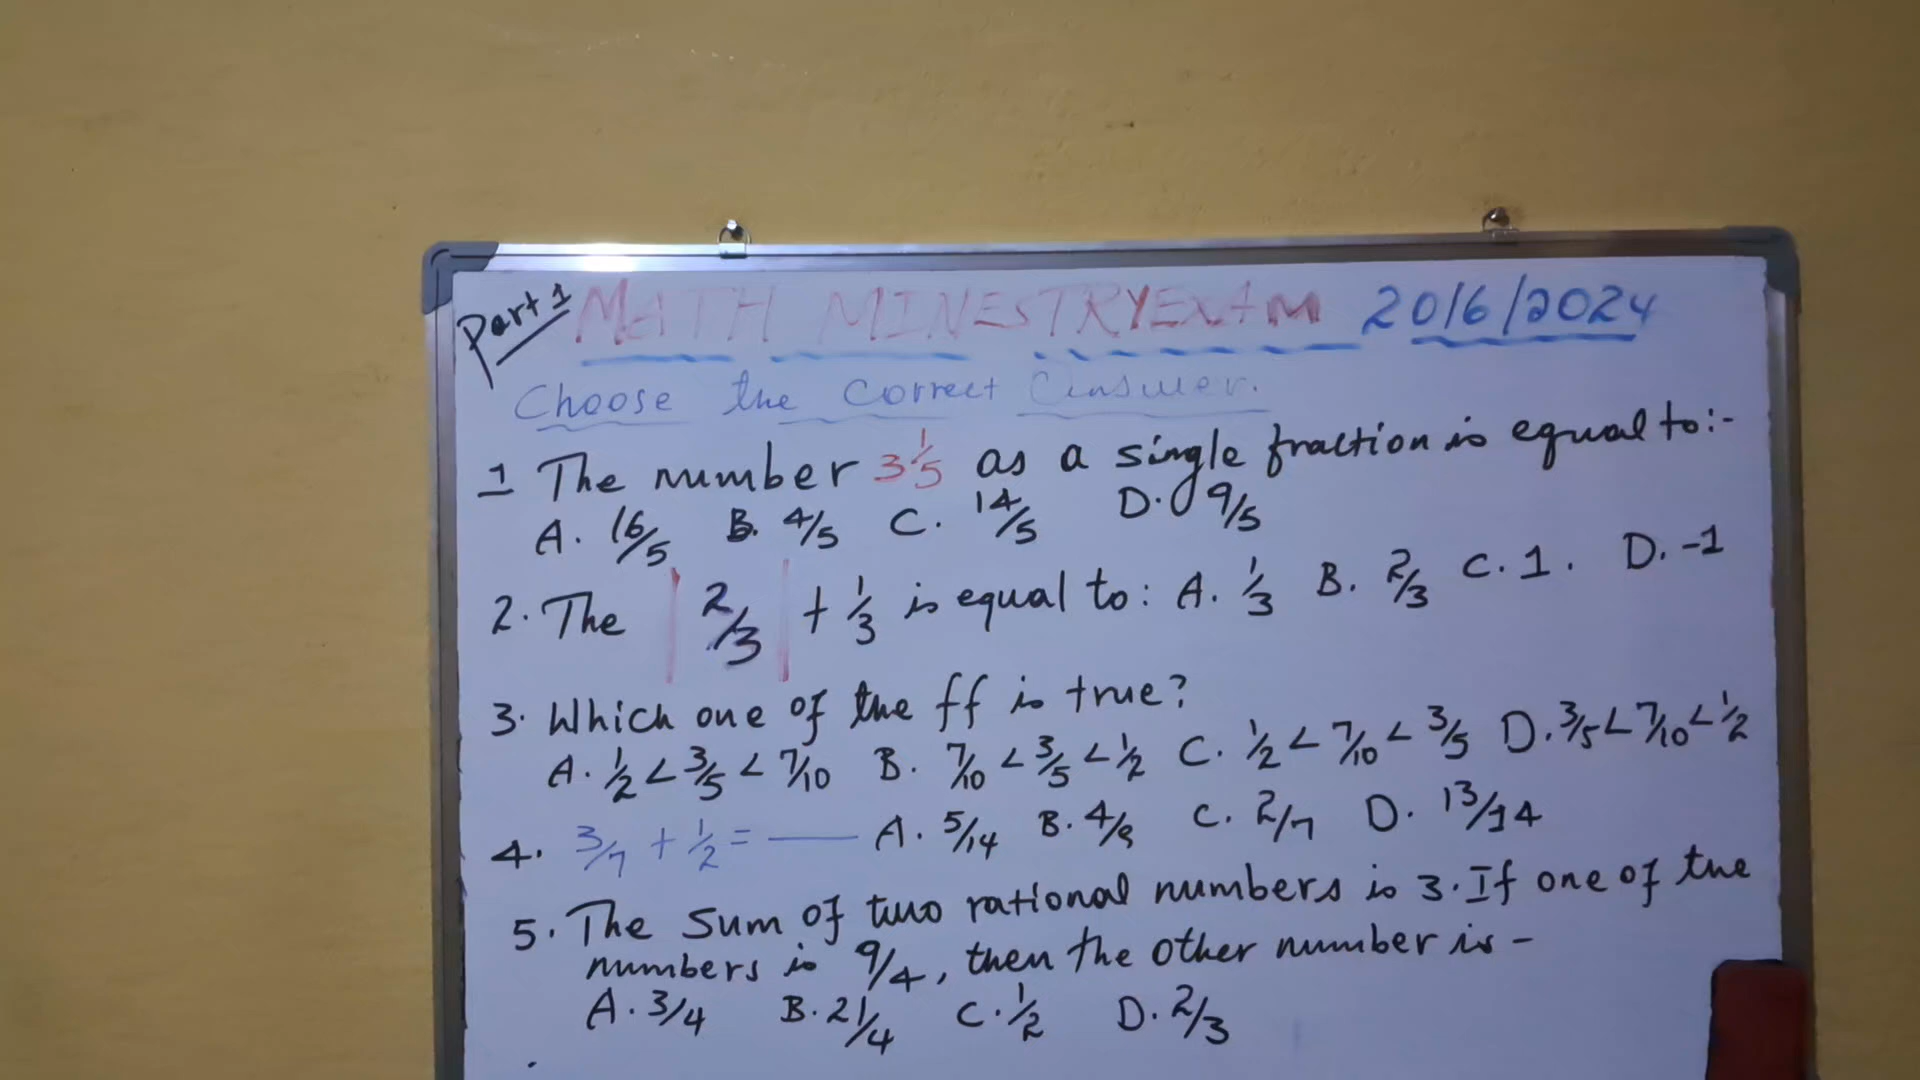 Part 1 MATH MINESTRY EXAM 2016/2024
Choose the Correct Answer.
1 The number 3 1/5 as a single fraction is equal to:-
A. 16/5 B. 4/5 C. 14/5 D. 9/5
2. The |2/3| + 1/3 is equal to: A. 1/3 B. 2/3 C. 1. D. -1
3. Which one of the ff is true?
A. 1/2 < 3/5 < 7/10 B. 7/10 < 3/5 < 1/2 C. 1/2 < 7/10 < 3/5 D. 3/5 < 7/10 < 1/2
4. 3/7 + 1/2 = ___ A. 5/14 B. 4/9 C. 2/7 D. 13/14
5. The Sum of two rational numbers is 3. If one of the
numbers is 9/4, then the other number is -
A. 3/4 B. 21/4 C. 1/2 D. 2/3